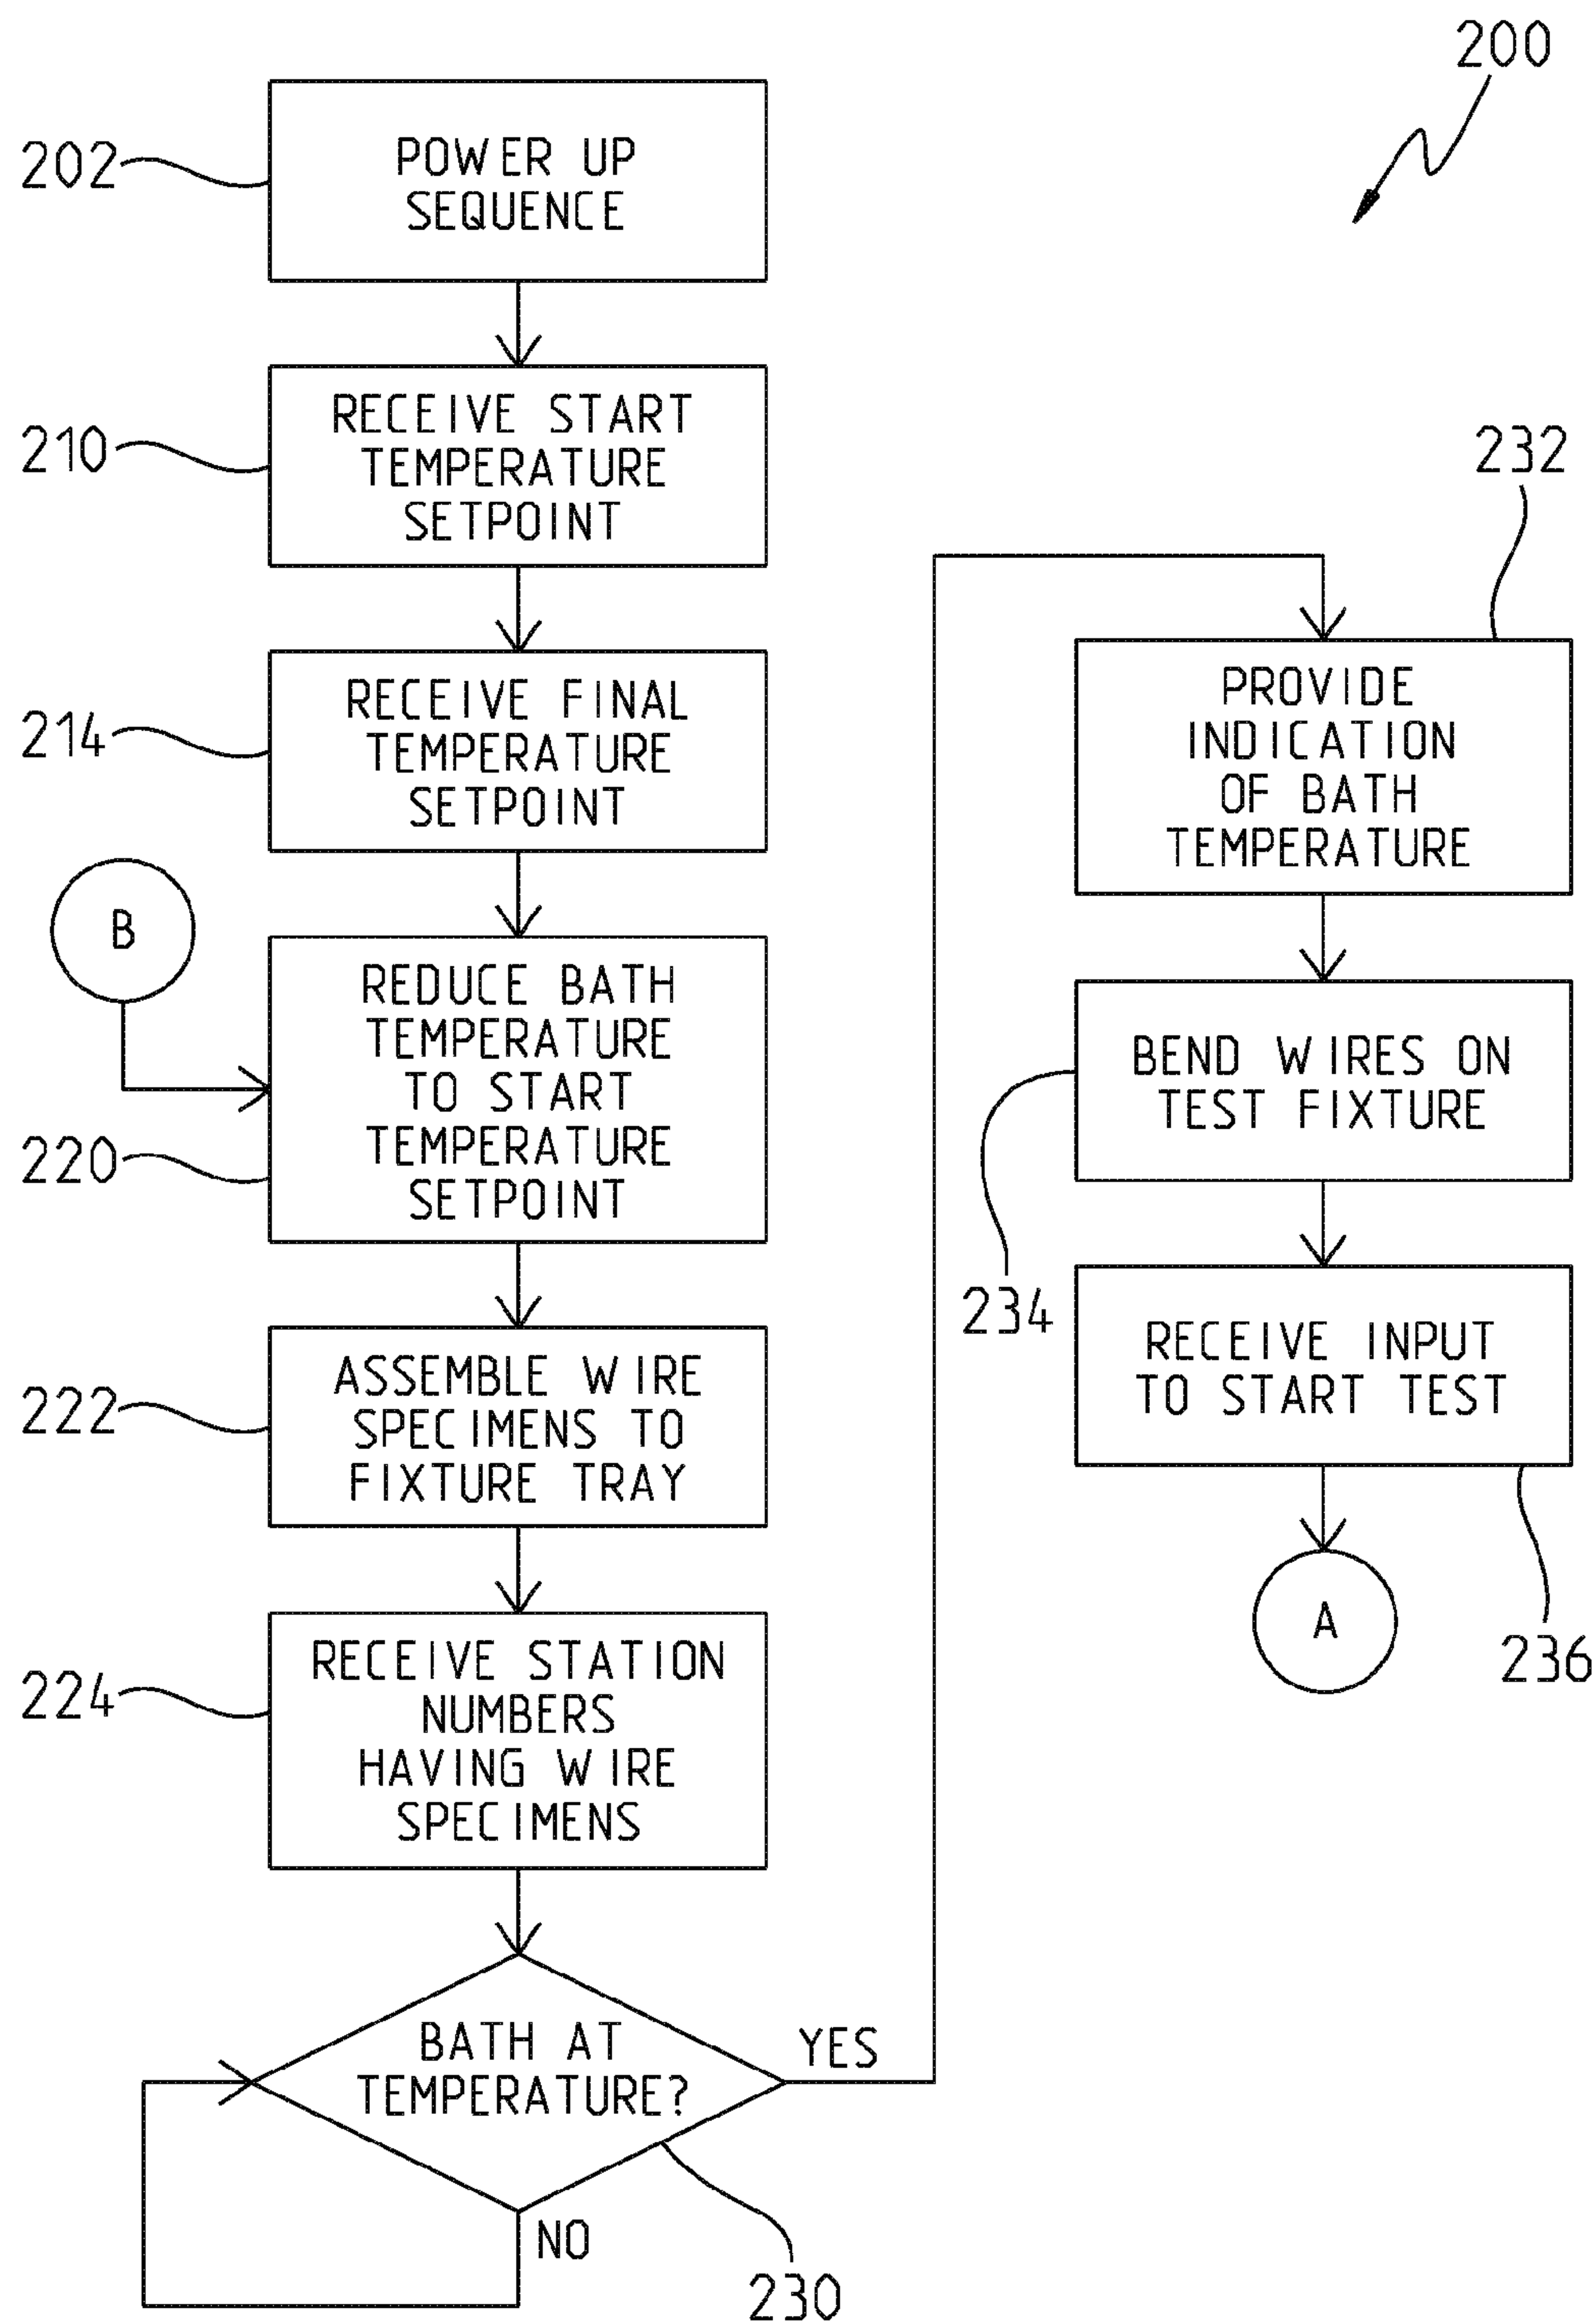 200
202
POWER UP
SEQUENCE
210
RECEIVE START
TEMPERATURE
SETPOINT
214
RECEIVE FINAL
TEMPERATURE
SETPOINT
B
220
REDUCE BATH
TEMPERATURE
TO START
TEMPERATURE
SETPOINT
222
ASSEMBLE WIRE
SPECIMENS TO
FIXTURE TRAY
224
RECEIVE STATION
NUMBERS
HAVING WIRE
SPECIMENS
BATH AT
TEMPERATURE?
YES
NO
230
232
PROVIDE
INDICATION
OF BATH
TEMPERATURE
234
BEND WIRES ON
TEST FIXTURE
RECEIVE INPUT
TO START TEST
236
A